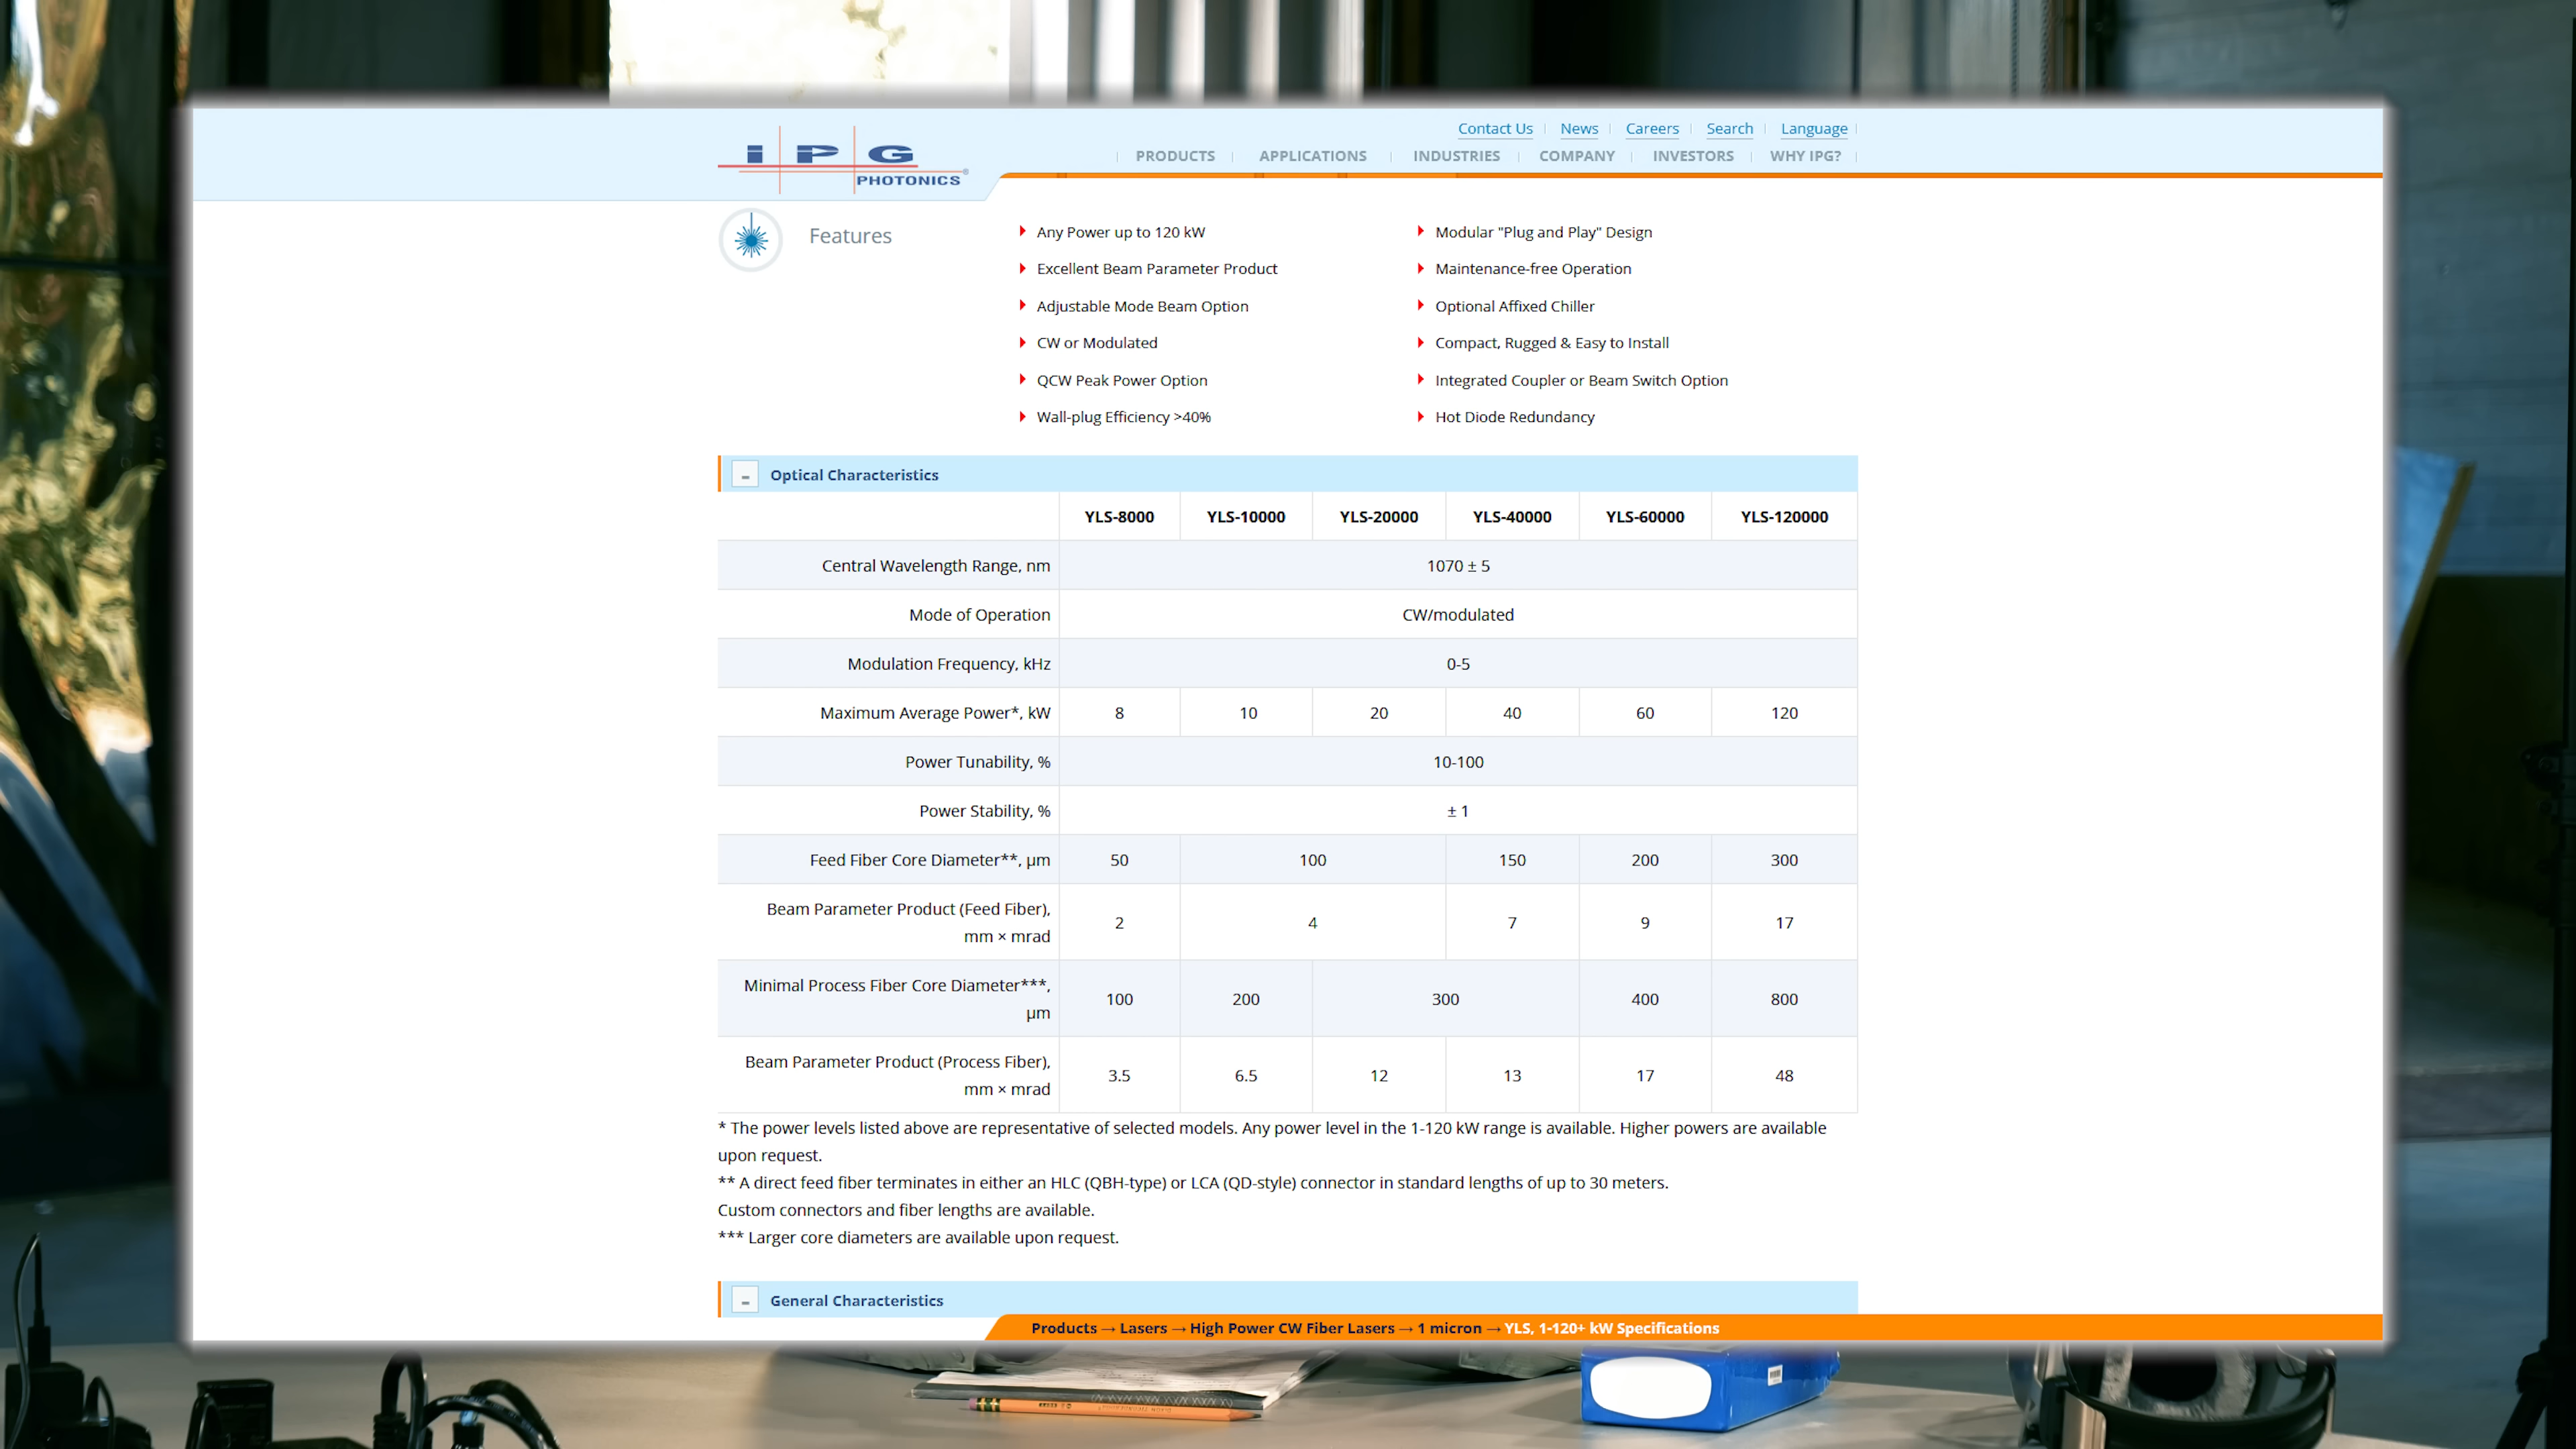 Contact Us News Careers Search Language
IPG
PHOTONICS®
PRODUCTS APPLICATIONS INDUSTRIES COMPANY INVESTORS WHY IPG?
Features
Any Power up to 120 kW
Excellent Beam Parameter Product
Adjustable Mode Beam Option
CW or Modulated
QCW Peak Power Option
Wall-plug Efficiency >40%
Modular "Plug and Play" Design
Maintenance-free Operation
Optional Affixed Chiller
Compact, Rugged & Easy to Install
Integrated Coupler or Beam Switch Option
Hot Diode Redundancy
- Optical Characteristics
YLS-8000 YLS-10000 YLS-20000 YLS-40000 YLS-60000 YLS-120000
Central Wavelength Range, nm 1070 ± 5
Mode of Operation CW/modulated
Modulation Frequency, kHz 0-5
Maximum Average Power*, kW 8 10 20 40 60 120
Power Tunability, % 10-100
Power Stability, % ± 1
Feed Fiber Core Diameter**, µm 50 100 150 200 300
Beam Parameter Product (Feed Fiber),
mm × mrad 2 4 7 9 17
Minimal Process Fiber Core Diameter***,
µm 100 200 300 400 800
Beam Parameter Product (Process Fiber),
mm × mrad 3.5 6.5 12 13 17 48
* The power levels listed above are representative of selected models. Any power level in the 1-120 kW range is available. Higher powers are available
upon request.
** A direct feed fiber terminates in either an HLC (QBH-type) or LCA (QD-style) connector in standard lengths of up to 30 meters.
Custom connectors and fiber lengths are available.
*** Larger core diameters are available upon request.
- General Characteristics
Products → Lasers → High Power CW Fiber Lasers → 1 micron → YLS, 1-120+ kW Specifications